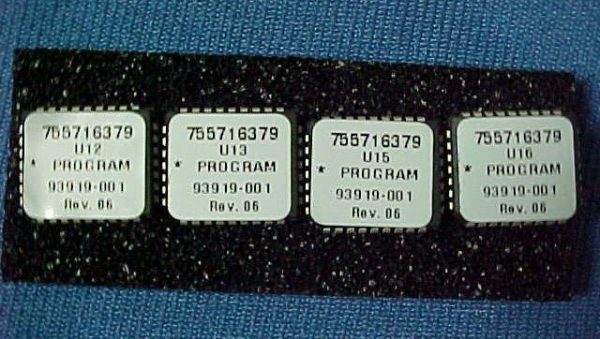 755716379
U12
* PROGRAM
93919-001
Rev. 06
755716379
U13
* PROGRAM
93919-001
Rev. 06
755716379
U15
* PROGRAM
93919-001
Rev. 06
755716379
U16
* PROGRAM
93919-001
Rev. 06